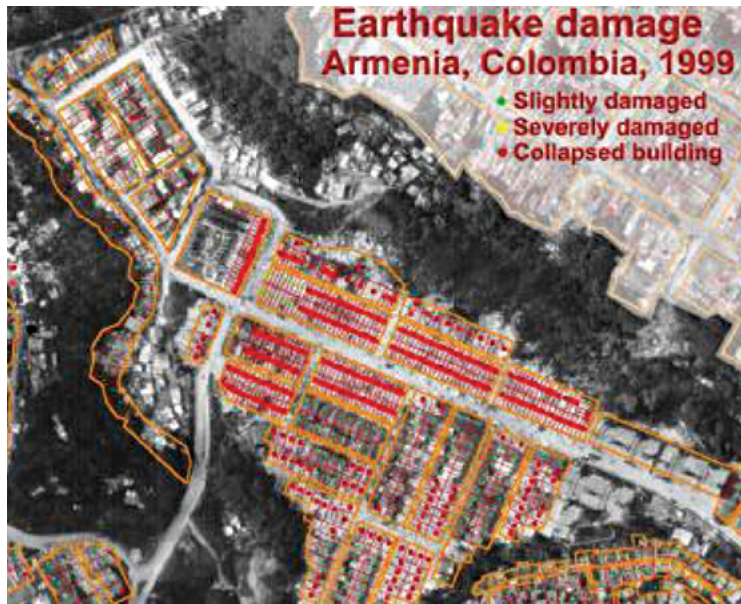 Earthquake damage
Armenia, Colombia, 1999
Slightly damaged
Severely damaged
Collapsed building